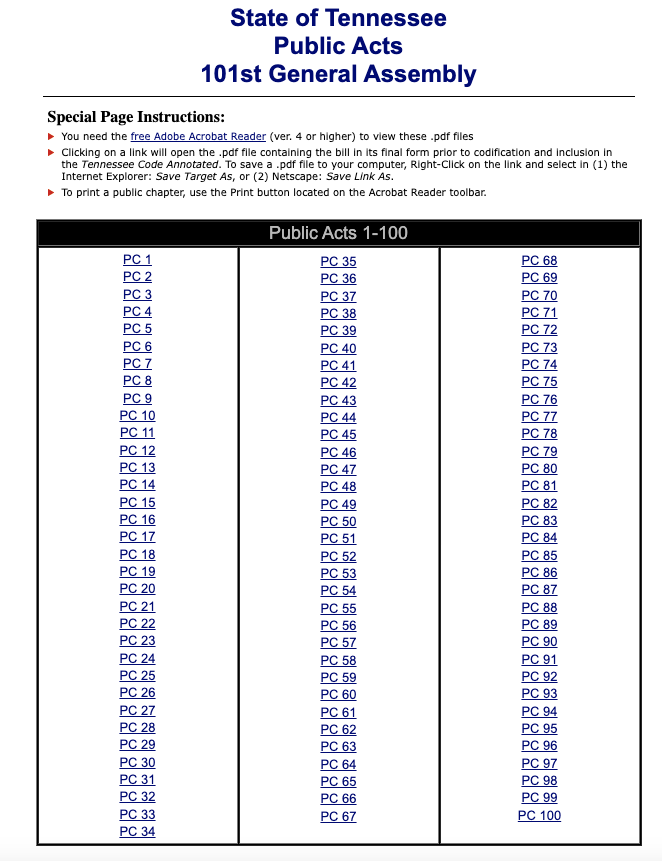 State of Tennessee
Public Acts
101st General Assembly
Special Page Instructions:
You need the free Adobe Acrobat Reader (ver. 4 or higher) to view these .pdf files
Clicking on a link will open the .pdf file containing the bill in its final form prior to codification and inclusion in
the Tennessee Code Annotated. To save a .pdf file to your computer, Right-Click on the link and select in (1) the
Internet Explorer: Save Target As, or (2) Netscape: Save Link As.
To print a public chapter, use the Print button located on the Acrobat Reader toolbar.
Public Acts 1-100
PC 1
PC 2
PC 3
PC 4
PC 5
PC 6
PC 7
PC 8
PC 9
PC 10
PC 11
PC 12
PC 13
PC 14
PC 15
PC 16
PC 17
PC 18
PC 19
PC 20
PC 21
PC 22
PC 23
PC 24
PC 25
PC 26
PC 27
PC 28
PC 29
PC 30
PC 31
PC 32
PC 33
PC 34
PC 35
PC 36
PC 37
PC 38
PC 39
PC 40
PC 41
PC 42
PC 43
PC 44
PC 45
PC 46
PC 47
PC 48
PC 49
PC 50
PC 51
PC 52
PC 53
PC 54
PC 55
PC 56
PC 57
PC 58
PC 59
PC 60
PC 61
PC 62
PC 63
PC 64
PC 65
PC 66
PC 67
PC 68
PC 69
PC 70
PC 71
PC 72
PC 73
PC 74
PC 75
PC 76
PC 77
PC 78
PC 79
PC 80
PC 81
PC 82
PC 83
PC 84
PC 85
PC 86
PC 87
PC 88
PC 89
PC 90
PC 91
PC 92
PC 93
PC 94
PC 95
PC 96
PC 97
PC 98
PC 99
PC 100